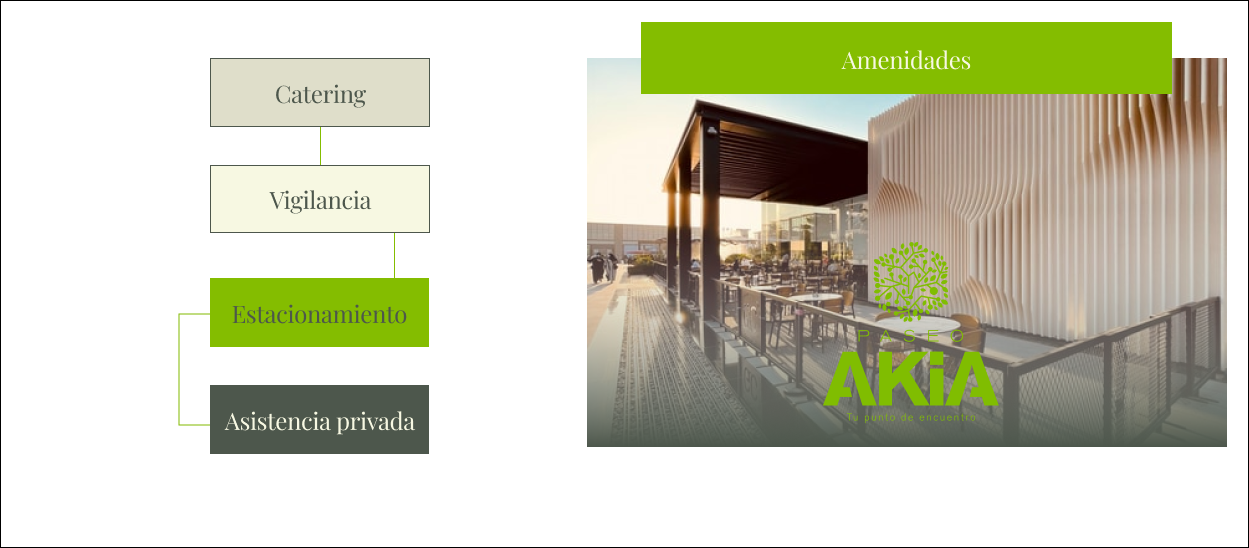 Catering
Vigilancia
Estacionamiento
Asistencia privada
Amenidades
PASEO
AKiA
Tu punto de encuentro